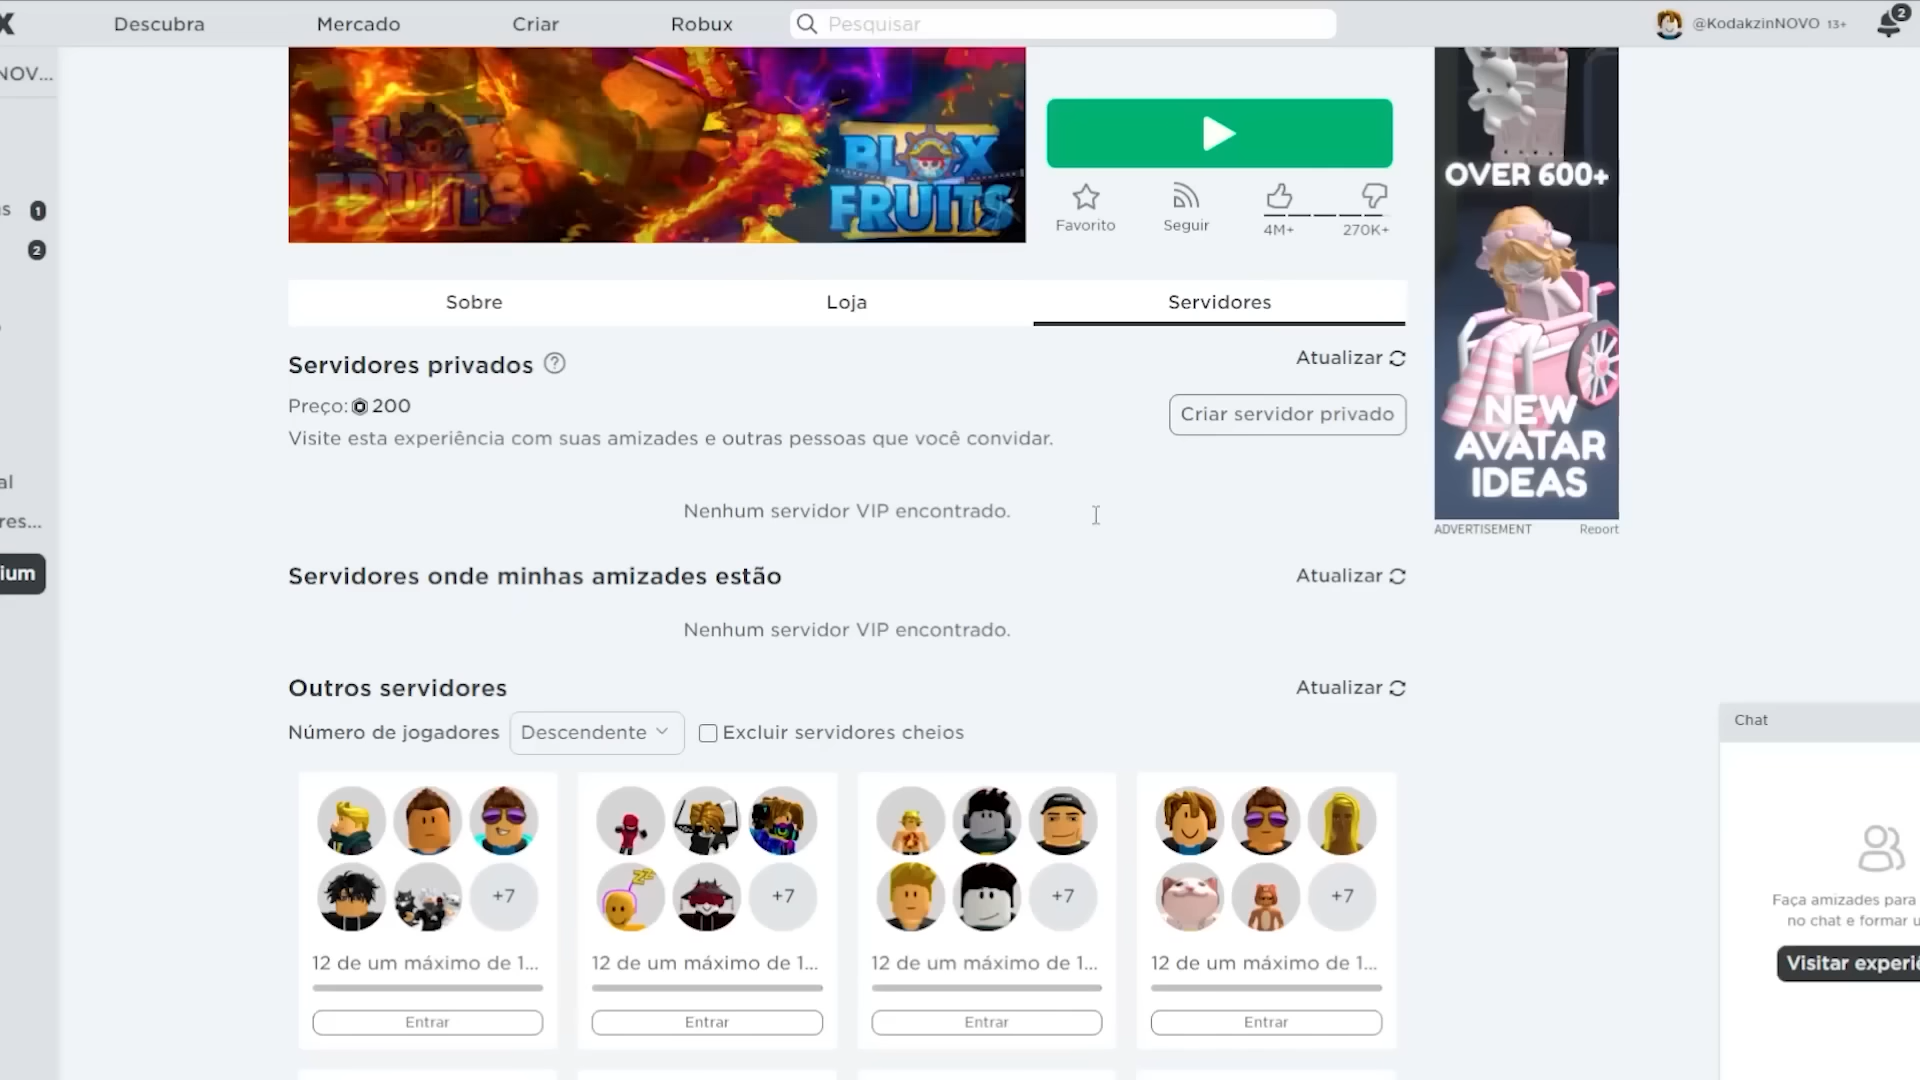 X
Descubra
Mercado
Criar
Robux
Pesquisar
@KodakzinNOVO 13+
2
NOV...
BLOX
FRUITS
BLOX
FRUITS
OVER 600+
s 1
2
Favorito
Seguir
4M+
270K+
Sobre
Loja
Servidores
Servidores privados ?
Atualizar
Preço: 200
Criar servidor privado
Visite esta experiência com suas amizades e outras pessoas que você convidar.
NEW
AVATAR
IDEAS
al
Nenhum servidor VIP encontrado.
res...
ADVERTISEMENT
Report
ium
Servidores onde minhas amizades estão
Atualizar
Nenhum servidor VIP encontrado.
Outros servidores
Atualizar
Chat
Número de jogadores
Descendente
Excluir servidores cheios
+7
+7
+7
+7
Faça amizades para
no chat e formar u
Visitar experiê
12 de um máximo de 1...
12 de um máximo de 1...
12 de um máximo de 1...
12 de um máximo de 1...
Entrar
Entrar
Entrar
Entrar